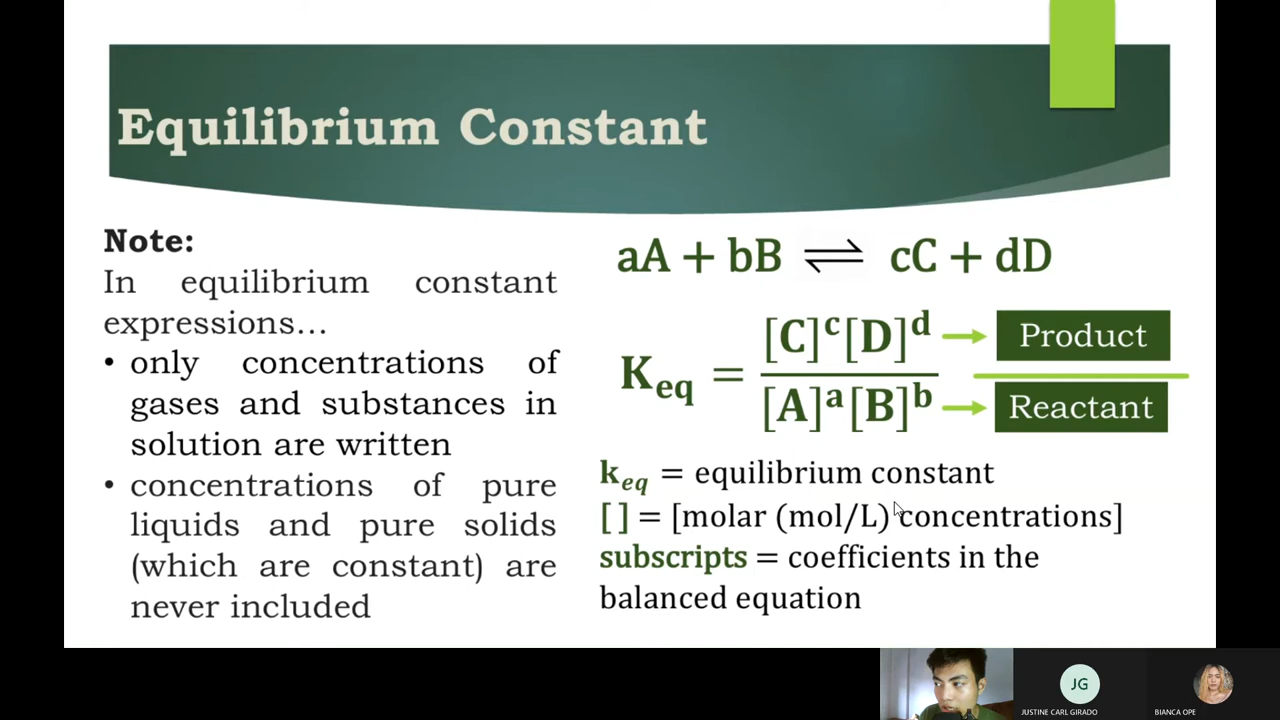 Equilibrium Constant
Note:
In equilibrium constant
expressions…
• only concentrations of
gases and substances in
solution are written
• concentrations of pure
liquids and pure solids
(which are constant) are
never included
aA + bB ⇌ cC + dD
K_eq = [C]^c[D]^d / [A]^a[B]^b
Product
Reactant
k_eq = equilibrium constant
[ ] = [molar (mol/L) concentrations]
subscripts = coefficients in the
balanced equation
JG
JUSTINE CARL GIRADO
BIANCA OPE